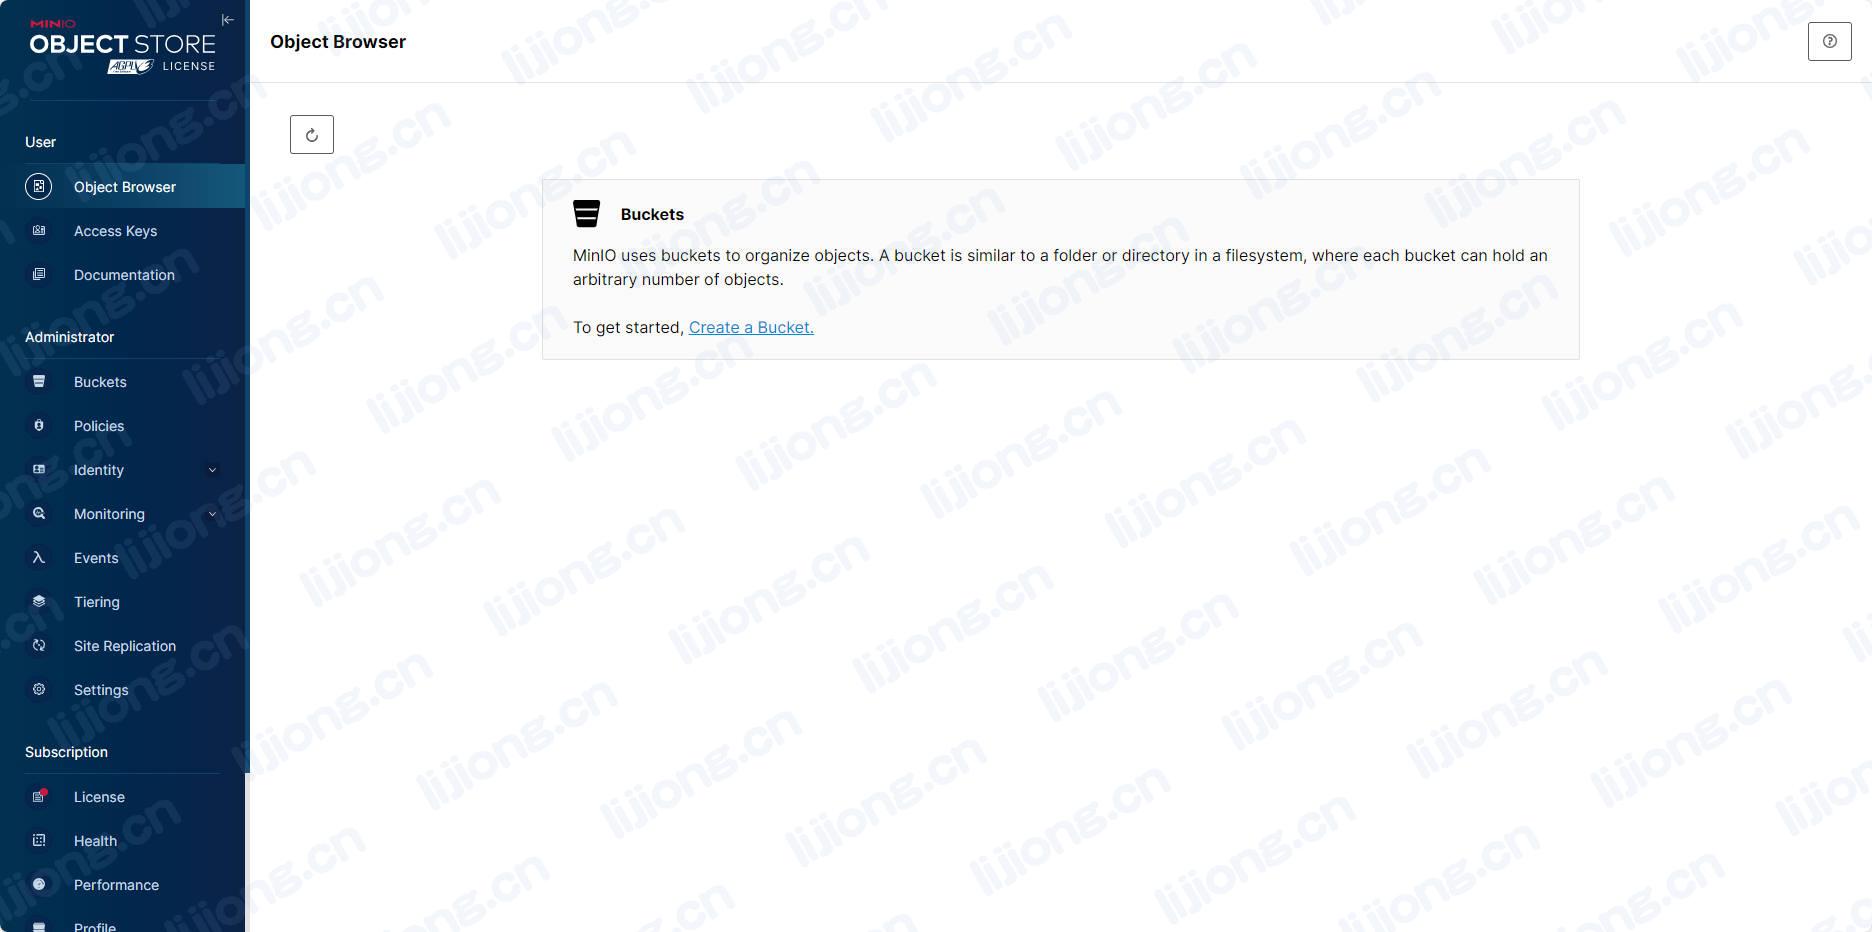 MINIO
OBJECT STORE
AGPLv3 LICENSE
Object Browser
User
Object Browser
Access Keys
Documentation
Administrator
Buckets
Policies
Identity
Monitoring
Events
Tiering
Site Replication
Settings
Subscription
License
Health
Performance
Profile
Buckets
MinIO uses buckets to organize objects. A bucket is similar to a folder or directory in a filesystem, where each bucket can hold an
arbitrary number of objects.
To get started, Create a Bucket.
lijiong.cn